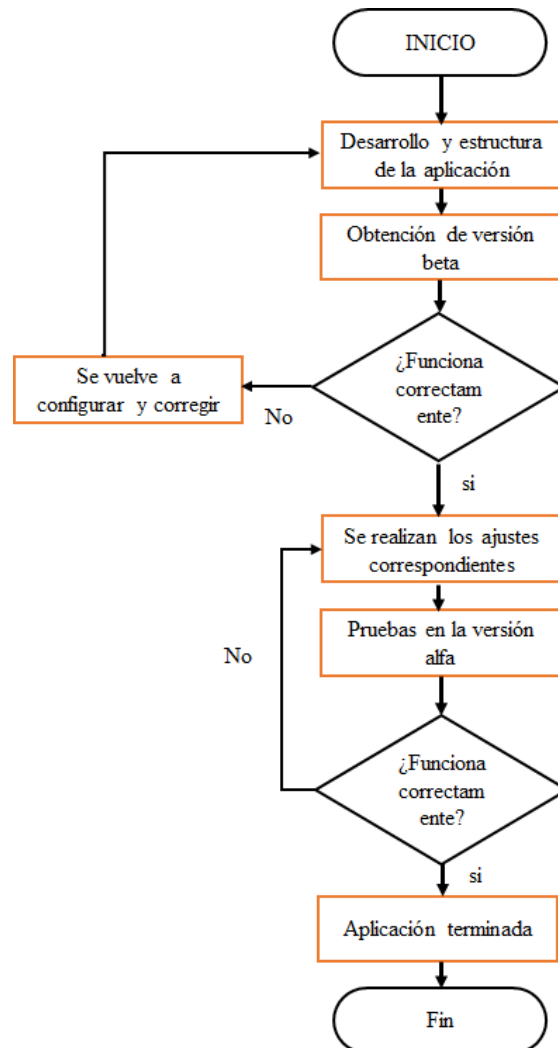 INICIO
Desarrollo y estructura
de la aplicación
Obtención de versión
beta
¿Funciona
correctam
ente?
Se vuelve a
configurar y corregir
No
si
Se realizan los ajustes
correspondientes
Pruebas en la versión
alfa
No
¿Funciona
correctam
ente?
si
Aplicación terminada
Fin